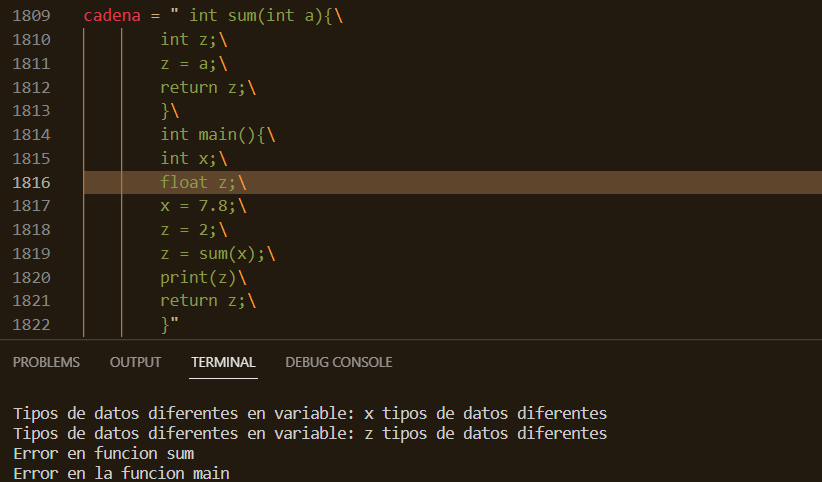 1809 cadena = " int sum(int a){\
1810 int z;\
1811 z = a;\
1812 return z;\
1813 }\
1814 int main(){\
1815 int x;\
1816 float z;\
1817 x = 7.8;\
1818 z = 2;\
1819 z = sum(x);\
1820 print(z)\
1821 return z;\
1822 }"
PROBLEMS OUTPUT TERMINAL DEBUG CONSOLE
Tipos de datos diferentes en variable: x tipos de datos diferentes
Tipos de datos diferentes en variable: z tipos de datos diferentes
Error en funcion sum
Error en la funcion main